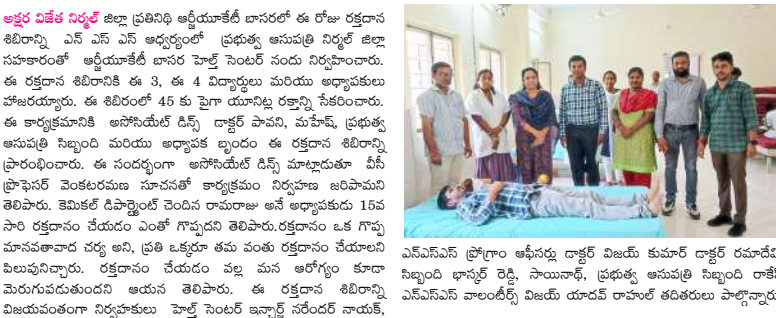 అక్షర విజేత నిర్మల్ జిల్లా ప్రతినిధి ఆర్జీయూకేటీ బాసరలో ఈ రోజు రక్తదాన
శిబిరాన్ని ఎన్ ఎస్ ఎస్ ఆధ్వర్యంలో ప్రభుత్వ ఆసుపత్రి నిర్మల్ జిల్లా
సహకారంతో ఆర్జీయూకేటీ బాసర హెల్త్ సెంటర్ నందు నిర్వహించారు.
ఈ రక్తదాన శిబిరానికి ఈ 3, ఈ 4 విద్యార్థులు మరియు అధ్యాపకులు
హాజరయ్యారు. ఈ శిబిరంలో 45 కు పైగా యూనిట్ల రక్తాన్ని సేకరించారు.
ఈ కార్యక్రమానికి అసోసియేట్ డీన్స్ డాక్టర్ పావని, మహేష్, ప్రభుత్వ
ఆసుపత్రి సిబ్బంది మరియు అధ్యాపక బృందం ఈ రక్తదాన శిబిరాన్ని
ప్రారంభించారు. ఈ సందర్భంగా అసోసియేట్ డీన్స్ మాట్లాడుతూ వీసీ
ప్రొఫెసర్ వెంకటరమణ సూచనతో కార్యక్రమం నిర్వహణ జరిపామని
తెలిపారు. కెమికల్ డిపార్ట్మెంట్ చెందిన రామరాజు అనే అధ్యాపకుడు 15వ
సారి రక్తదానం చేయడం ఎంతో గొప్పదని తెలిపారు.రక్తదానం ఒక గొప్ప
మానవతావాద చర్య అని, ప్రతి ఒక్కరూ తమ వంతు రక్తదానం చేయాలని
పిలుపునిచ్చారు. రక్తదానం చేయడం వల్ల మన ఆరోగ్యం కూడా
మెరుగుపడుతుందని ఆయన తెలిపారు. ఈ రక్తదాన శిబిరాన్ని
విజయవంతంగా నిర్వహకులు హెల్త్ సెంటర్ ఇన్చార్జ్ నరేందర్ నాయక్,
ఎన్ఎస్ఎస్ ప్రోగ్రాం ఆఫీసర్లు డాక్టర్ విజయ్ కుమార్ డాక్టర్ రమాదేవి
సిబ్బంది భాస్కర్ రెడ్డి, సాయినాథ్, ప్రభుత్వ ఆసుపత్రి సిబ్బంది రాకేష్
ఎన్ఎస్ఎస్ వాలంటీర్స్ విజయ్ యాదవ్ రాహుల్ తదితరులు పాల్గొన్నారు